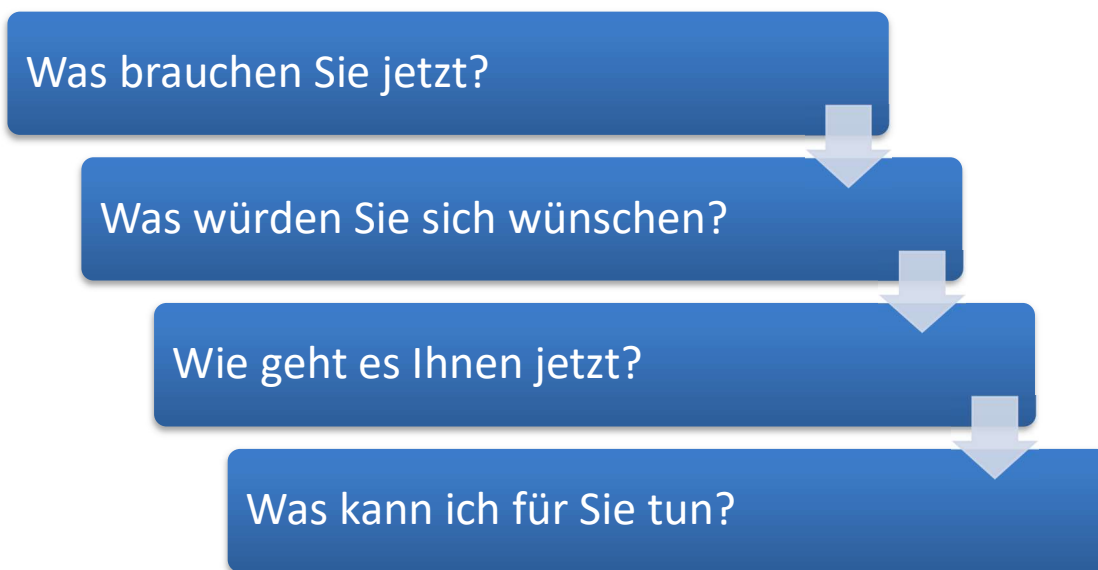 Was brauchen Sie jetzt?
Was würden Sie sich wünschen?
Wie geht es Ihnen jetzt?
Was kann ich für Sie tun?